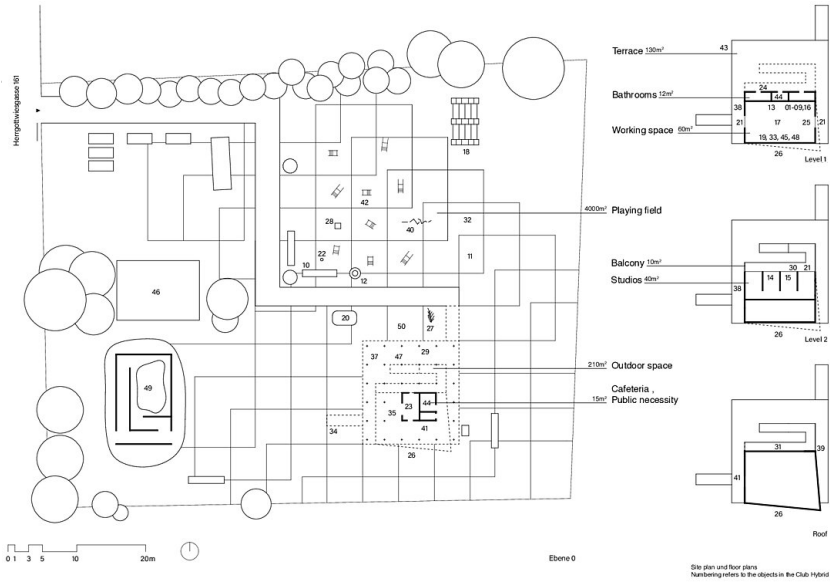 Herrgottwiesgasse 161
18
42
28
40
32
22
10
12
11
46
20
50
27
37
47
29
49
23
44
35
41
34
26
0 1 3 5 10 20m
Ebene 0
4000m² Playing field
210m² Outdoor space
Cafeteria ,
15m² Public necessity
Terrace 130m² 43
Bathrooms 12m²
24
44
38 13 01-09,16
21 17 25 21
Working space 60m²
19, 33, 45, 48
26
Level 1
Balcony 10m²
30 21
Studios 40m²
14 15
38
26
Level 2
31 39
41
26
Roof
Site plan und floor plans
Numbering refers to the objects in the Club Hybrid